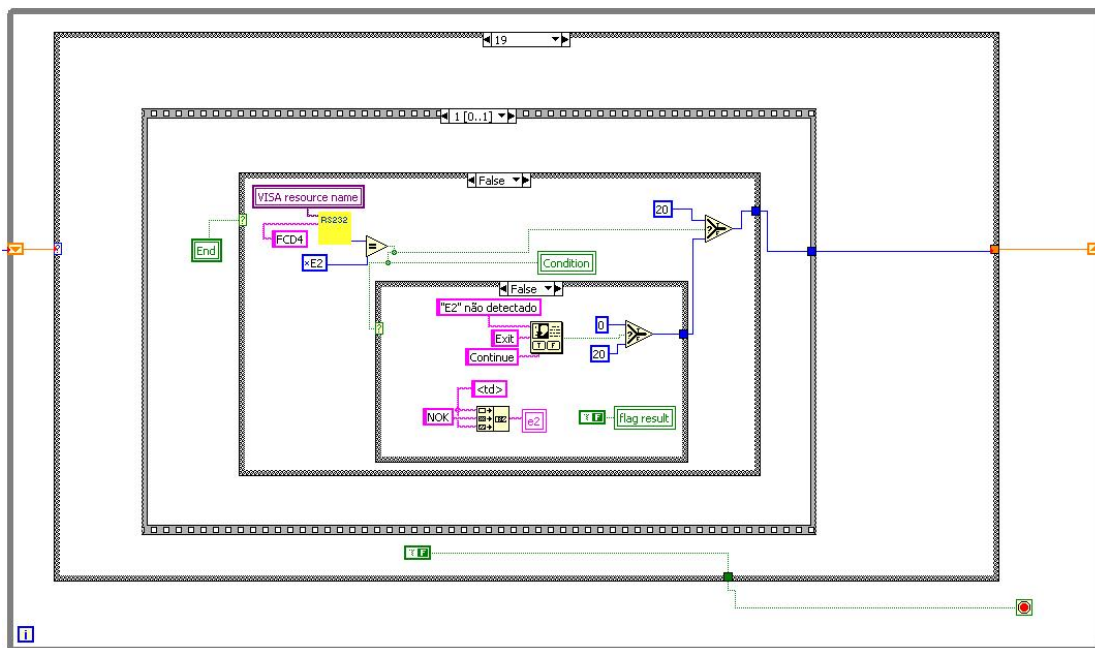 19
1 [0..1]
False
VISA resource name
RS232
FCD4
End
=
×E2
20
?
Condition
False
"E2" não detectado
Exit
Continue
T F
0
20
<td>
NOK
e2
T F
flag result
T F
i